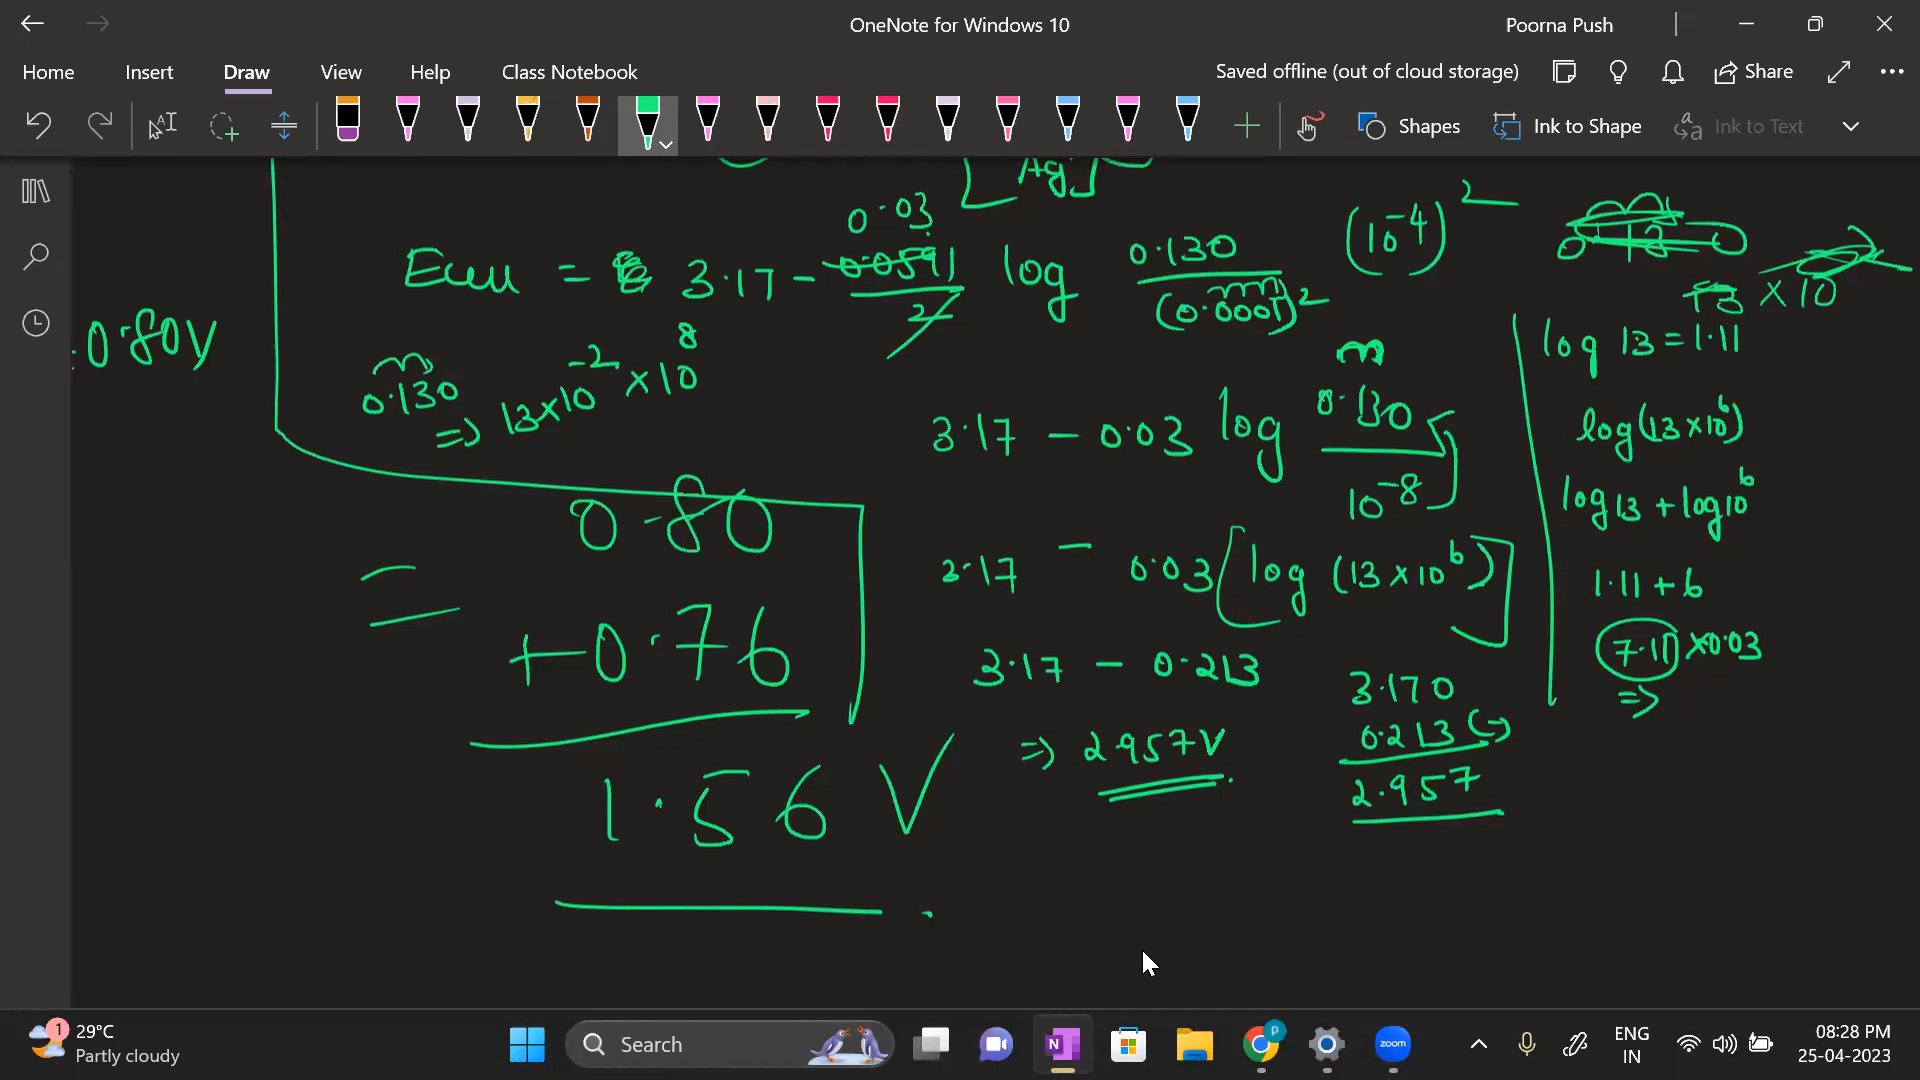 OneNote for Windows 10
Poorna Push
Home Insert Draw View Help Class Notebook
Saved offline (out of cloud storage)
Share
Shapes
Ink to Shape
Ink to Text
[Ag]
Ecell = 3.17 - 0.0591/2 log 0.130/(0.0001)²
0.03
(10⁻⁴)²
× 10
0.80V
0.130
⇒ 13×10⁻² ×10⁸
3.17 - 0.03 log 0.130/10⁻⁸
3.17 - 0.03 [log (13×10⁶)]
3.17 - 0.213
⇒ 2.957V
3.170
0.213 (-)
2.957
log 13 = 1.11
log(13×10⁶)
log 13 + log 10⁶
1.11 + 6
7.11 ×0.03
⇒
=
0.80
+0.76
1.56 V
1
29°C
Partly cloudy
Search
zoom
ENG
IN
08:28 PM
25-04-2023